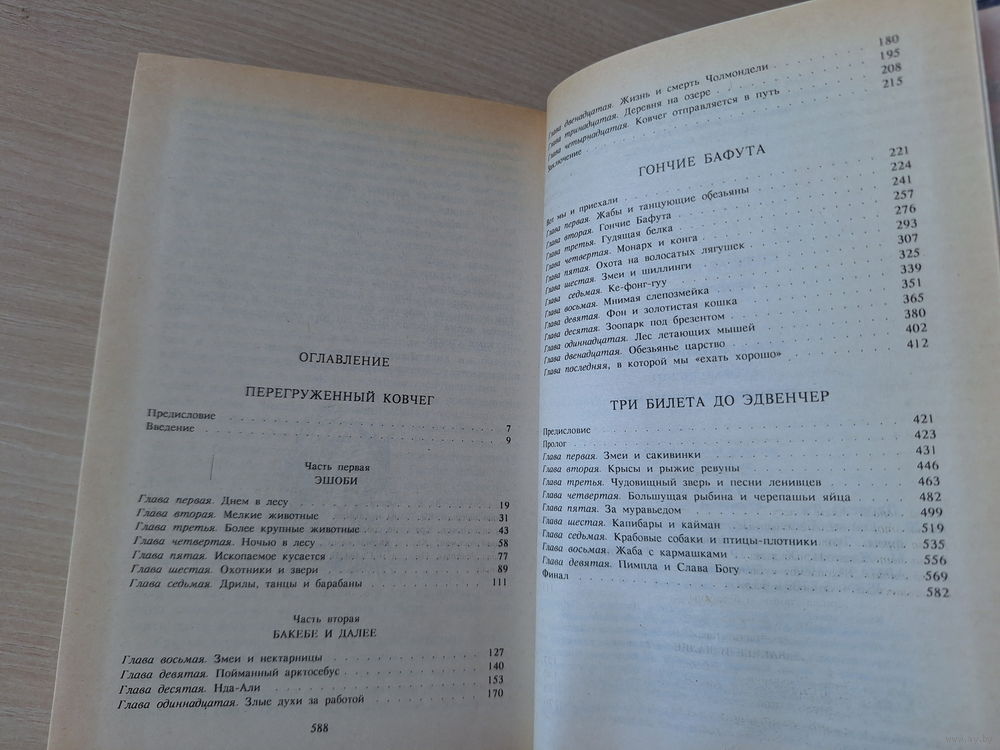 ОГЛАВЛЕНИЕ
ПЕРЕГРУЖЕННЫЙ КОВЧЕГ
Предисловие 7
Введение 9
Часть первая
ЭШОБИ
Глава первая. Днем в лесу 19
Глава вторая. Мелкие животные 31
Глава третья. Более крупные животные 43
Глава четвертая. Ночью в лесу 58
Глава пятая. Ископаемое кусается 77
Глава шестая. Охотники и звери 89
Глава седьмая. Дрилы, танцы и барабаны 111
Часть вторая
БАКЕБЕ И ДАЛЕЕ
Глава восьмая. Змеи и нектарницы 127
Глава девятая. Пойманный арктосебус 140
Глава десятая. Нда-Али 153
Глава одиннадцатая. Злые духи за работой 170
588
Глава двенадцатая. Жизнь и смерть Чолмондели 180
Глава тринадцатая. Деревня на озере 195
Глава четырнадцатая. Ковчег отправляется в путь 208
Заключение 215
ГОНЧИЕ БАФУТА
Вот мы и приехали 221
Глава первая. Жабы и танцующие обезьяны 224
Глава вторая. Гончие Бафута 241
Глава третья. Гудящая белка 257
Глава четвертая. Монарх и конга 276
Глава пятая. Охота на волосатых лягушек 293
Глава шестая. Змеи и шиллинги 307
Глава седьмая. Ке-фонг-гуу 325
Глава восьмая. Мнимая слепозмейка 339
Глава девятая. Фон и золотистая кошка 351
Глава десятая. Зоопарк под брезентом 365
Глава одиннадцатая. Лес летающих мышей 380
Глава двенадцатая. Обезьянье царство 402
Глава последняя, в которой мы «ехать хорошо» 412
ТРИ БИЛЕТА ДО ЭДВЕНЧЕР
Предисловие 421
Пролог 423
Глава первая. Змеи и сакивинки 431
Глава вторая. Крысы и рыжие ревуны 446
Глава третья. Чудовищный зверь и песни ленивцев 463
Глава четвертая. Большущая рыбина и черепашьи яйца 482
Глава пятая. За муравьедом 499
Глава шестая. Капибары и кайман 519
Глава седьмая. Крабовые собаки и птицы-плотники 535
Глава восьмая. Жаба с кармашками 556
Глава девятая. Пимпла и Слава Богу 569
Финал 582